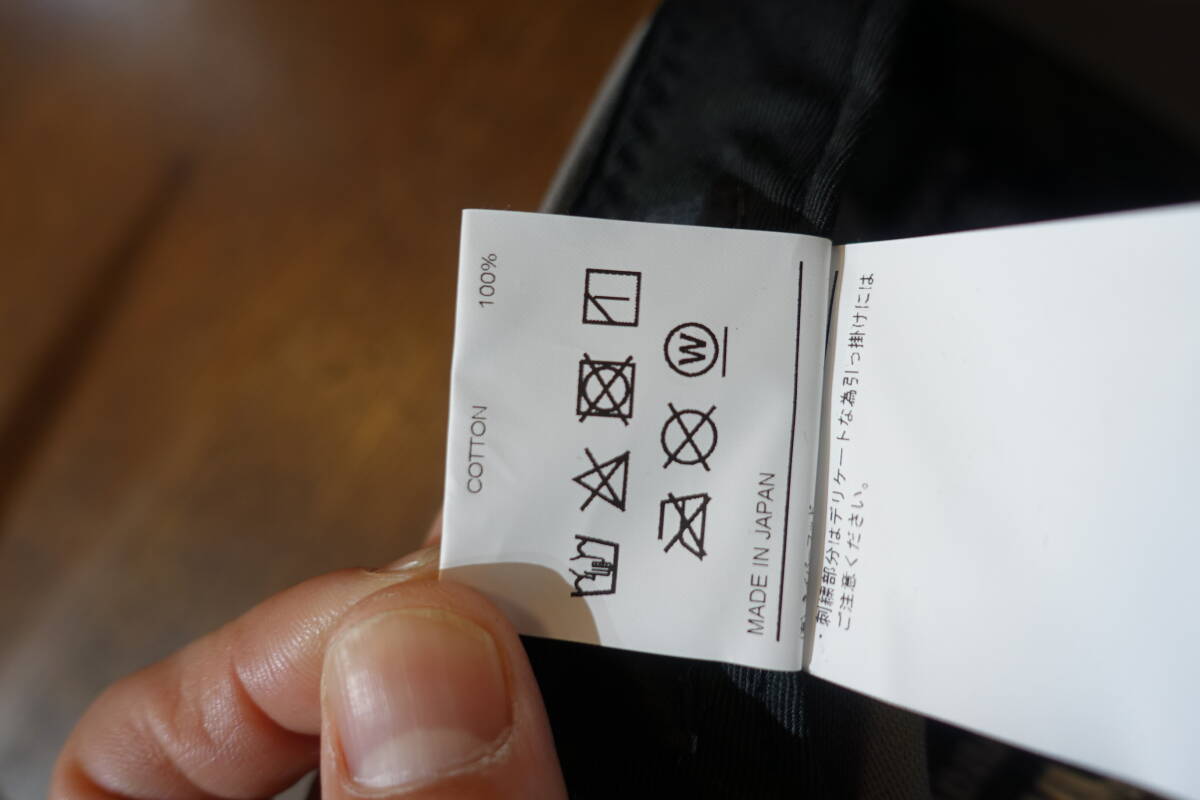 COTTON 100%
W
MADE IN JAPAN
・刺繍部分はデリケートな為引っ掛けには
ご注意ください。